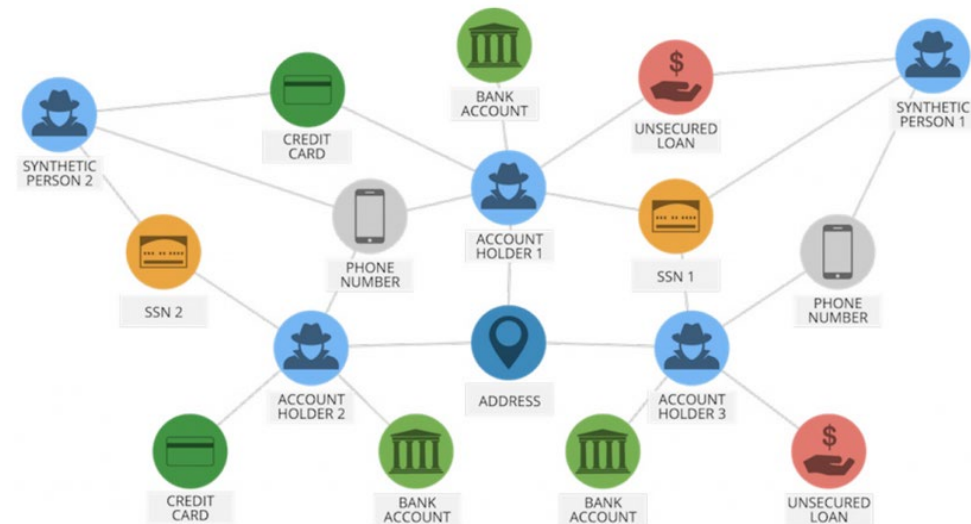 BANK
ACCOUNT
SYNTHETIC
PERSON 1
UNSECURED
LOAN
CREDIT
CARD
SYNTHETIC
PERSON 2
ACCOUNT
HOLDER 1
PHONE
NUMBER
SSN 1
PHONE
NUMBER
SSN 2
ACCOUNT
HOLDER 2
ADDRESS
ACCOUNT
HOLDER 3
CREDIT
CARD
BANK
ACCOUNT
BANK
ACCOUNT
UNSECURED
LOAN
$
$